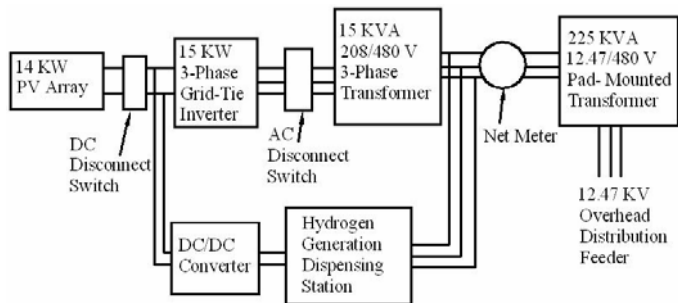 14 KW
PV Array
DC
Disconnect
Switch
15 KW
3-Phase
Grid-Tie
Inverter
AC
Disconnect
Switch
15 KVA
208/480 V
3-Phase
Transformer
Net Meter
225 KVA
12.47/480 V
Pad- Mounted
Transformer
12.47 KV
Overhead
Distribution
Feeder
DC/DC
Converter
Hydrogen
Generation
Dispensing
Station